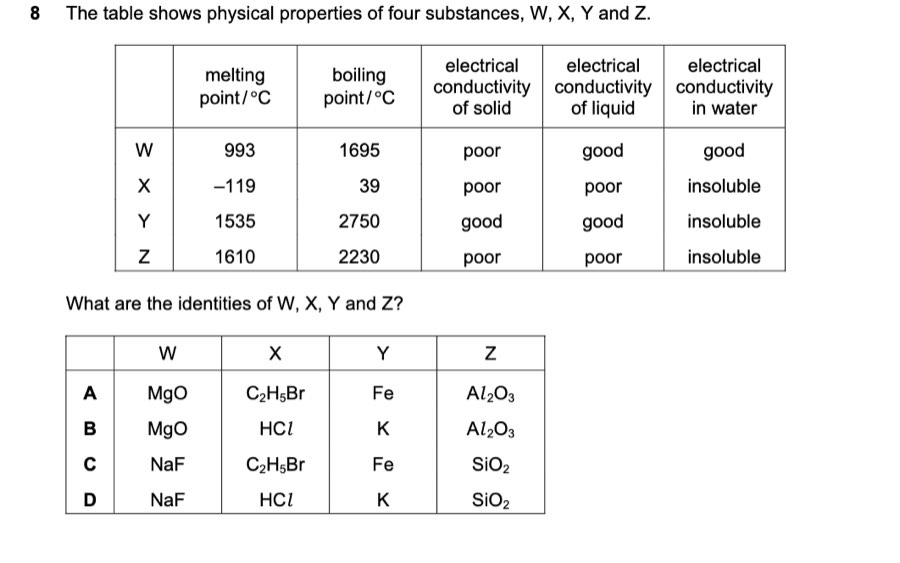 8 The table shows physical properties of four substances, W, X, Y and Z.
melting point / °C boiling point / °C electrical conductivity of solid electrical conductivity of liquid electrical conductivity in water
W 993 1695 poor good good
X –119 39 poor poor insoluble
Y 1535 2750 good good insoluble
Z 1610 2230 poor poor insoluble
What are the identities of W, X, Y and Z?
W X Y Z
A MgO C₂H₅Br Fe Al₂O₃
B MgO HCl K Al₂O₃
C NaF C₂H₅Br Fe SiO₂
D NaF HCl K SiO₂